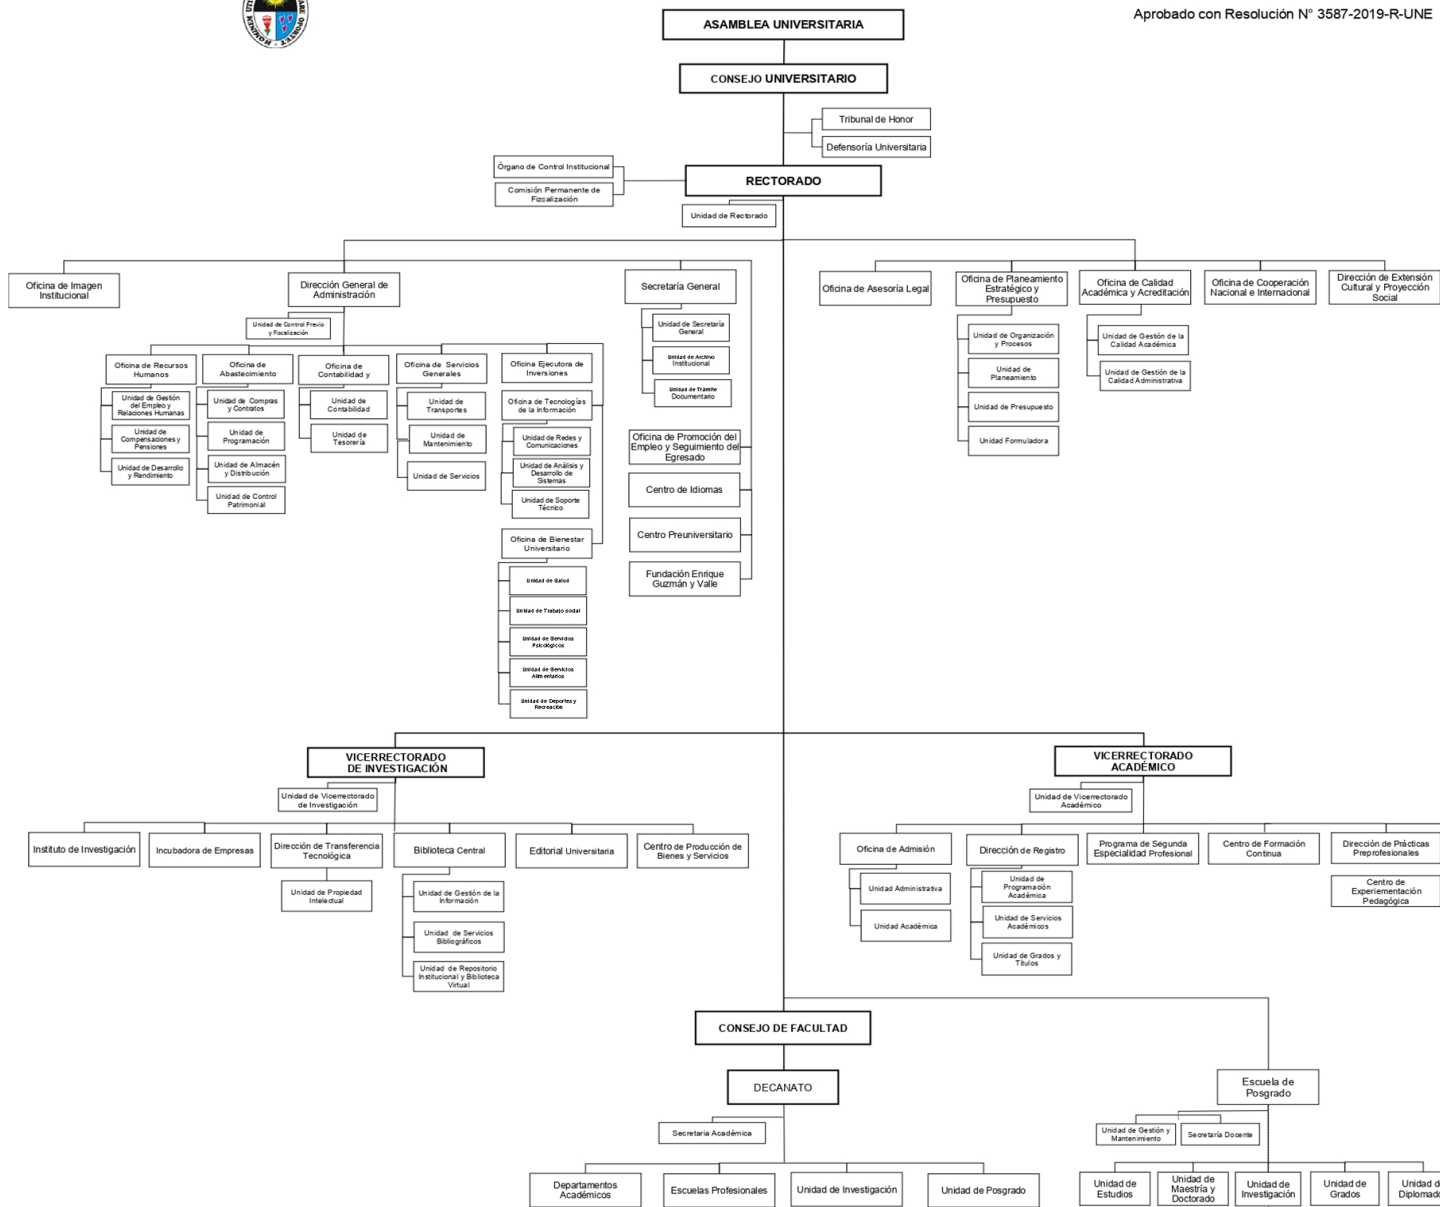 Aprobado con Resolución N° 3587-2019-R-UNE
ASAMBLEA UNIVERSITARIA
CONSEJO UNIVERSITARIO
Tribunal de Honor
Defensoría Universitaria
Órgano de Control Institucional
Comisión Permanente de
Fizcalización
RECTORADO
Unidad de Rectorado
Oficina de Imagen
Institucional
Dirección General de
Administración
Secretaría General
Oficina de Asesoría Legal
Oficina de Planeamiento
Estratégico y
Presupuesto
Oficina de Calidad
Académica y Acreditación
Oficina de Cooperación
Nacional e Internacional
Dirección de Extensión
Cultural y Proyección
Social
Unidad de Control Previo
y Fiscalización
Unidad de Secretaría
General
Unidad de Archivo
Institucional
Unidad de Trámite
Documentario
Unidad de Organización
y Procesos
Unidad de
Planeamiento
Unidad de Presupuesto
Unidad Formuladora
Unidad de Gestión de la
Calidad Académica
Unidad de Gestión de la
Calidad Administrativa
Oficina de Recursos
Humanos
Unidad de Gestión
del Empleo y
Relaciones Humanas
Unidad de
Compensaciones y
Pensiones
Unidad de Desarrollo
y Rendimiento
Oficina de
Abastecimiento
Unidad de Compras
y Contratos
Unidad de
Programación
Unidad de Almacén
y Distribución
Unidad de Control
Patrimonial
Oficina de
Contabilidad y
Unidad de
Contabilidad
Unidad de
Tesorería
Oficina de Servicios
Generales
Unidad de
Transportes
Unidad de
Mantenimiento
Unidad de Servicios
Oficina Ejecutora de
Inversiones
Oficina de Tecnologías
de la Información
Unidad de Redes y
Comunicaciones
Unidad de Análisis y
Desarrollo de
Sistemas
Unidad de Soporte
Técnico
Oficina de Bienestar
Universitario
Unidad de Salud
Unidad de Trabajo social
Unidad de Servicios
Psicológicos
Unidad de Servicios
Alimentarios
Unidad de Deportes y
Recreación
Oficina de Promoción del
Empleo y Seguimiento del
Egresado
Centro de Idiomas
Centro Preuniversitario
Fundación Enrique
Guzmán y Valle
VICERRECTORADO
DE INVESTIGACIÓN
Unidad de Vicerrectorado
de Investigación
Instituto de Investigación
Incubadora de Empresas
Dirección de Transferencia
Tecnológica
Unidad de Propiedad
Intelectual
Biblioteca Central
Unidad de Gestión de la
Información
Unidad de Servicios
Bibliográficos
Unidad de Repositorio
Institucional y Biblioteca
Virtual
Editorial Universitaria
Centro de Producción de
Bienes y Servicios
VICERRECTORADO
ACADÉMICO
Unidad de Vicerrectorado
Académico
Oficina de Admisión
Unidad Administrativa
Unidad Académica
Dirección de Registro
Unidad de
Programación
Académica
Unidad de Servicios
Académicos
Unidad de Grados y
Títulos
Programa de Segunda
Especialidad Profesional
Centro de Formación
Continua
Dirección de Prácticas
Preprofesionales
Centro de
Experiementación
Pedagógica
CONSEJO DE FACULTAD
DECANATO
Secretaria Académica
Departamentos
Académicos
Escuelas Profesionales
Unidad de Investigación
Unidad de Posgrado
Escuela de
Posgrado
Unidad de Gestión y
Mantenimiento
Secretaría Docente
Unidad de
Estudios
Unidad de
Maestría y
Doctorado
Unidad de
Investigación
Unidad de
Grados
Unidad